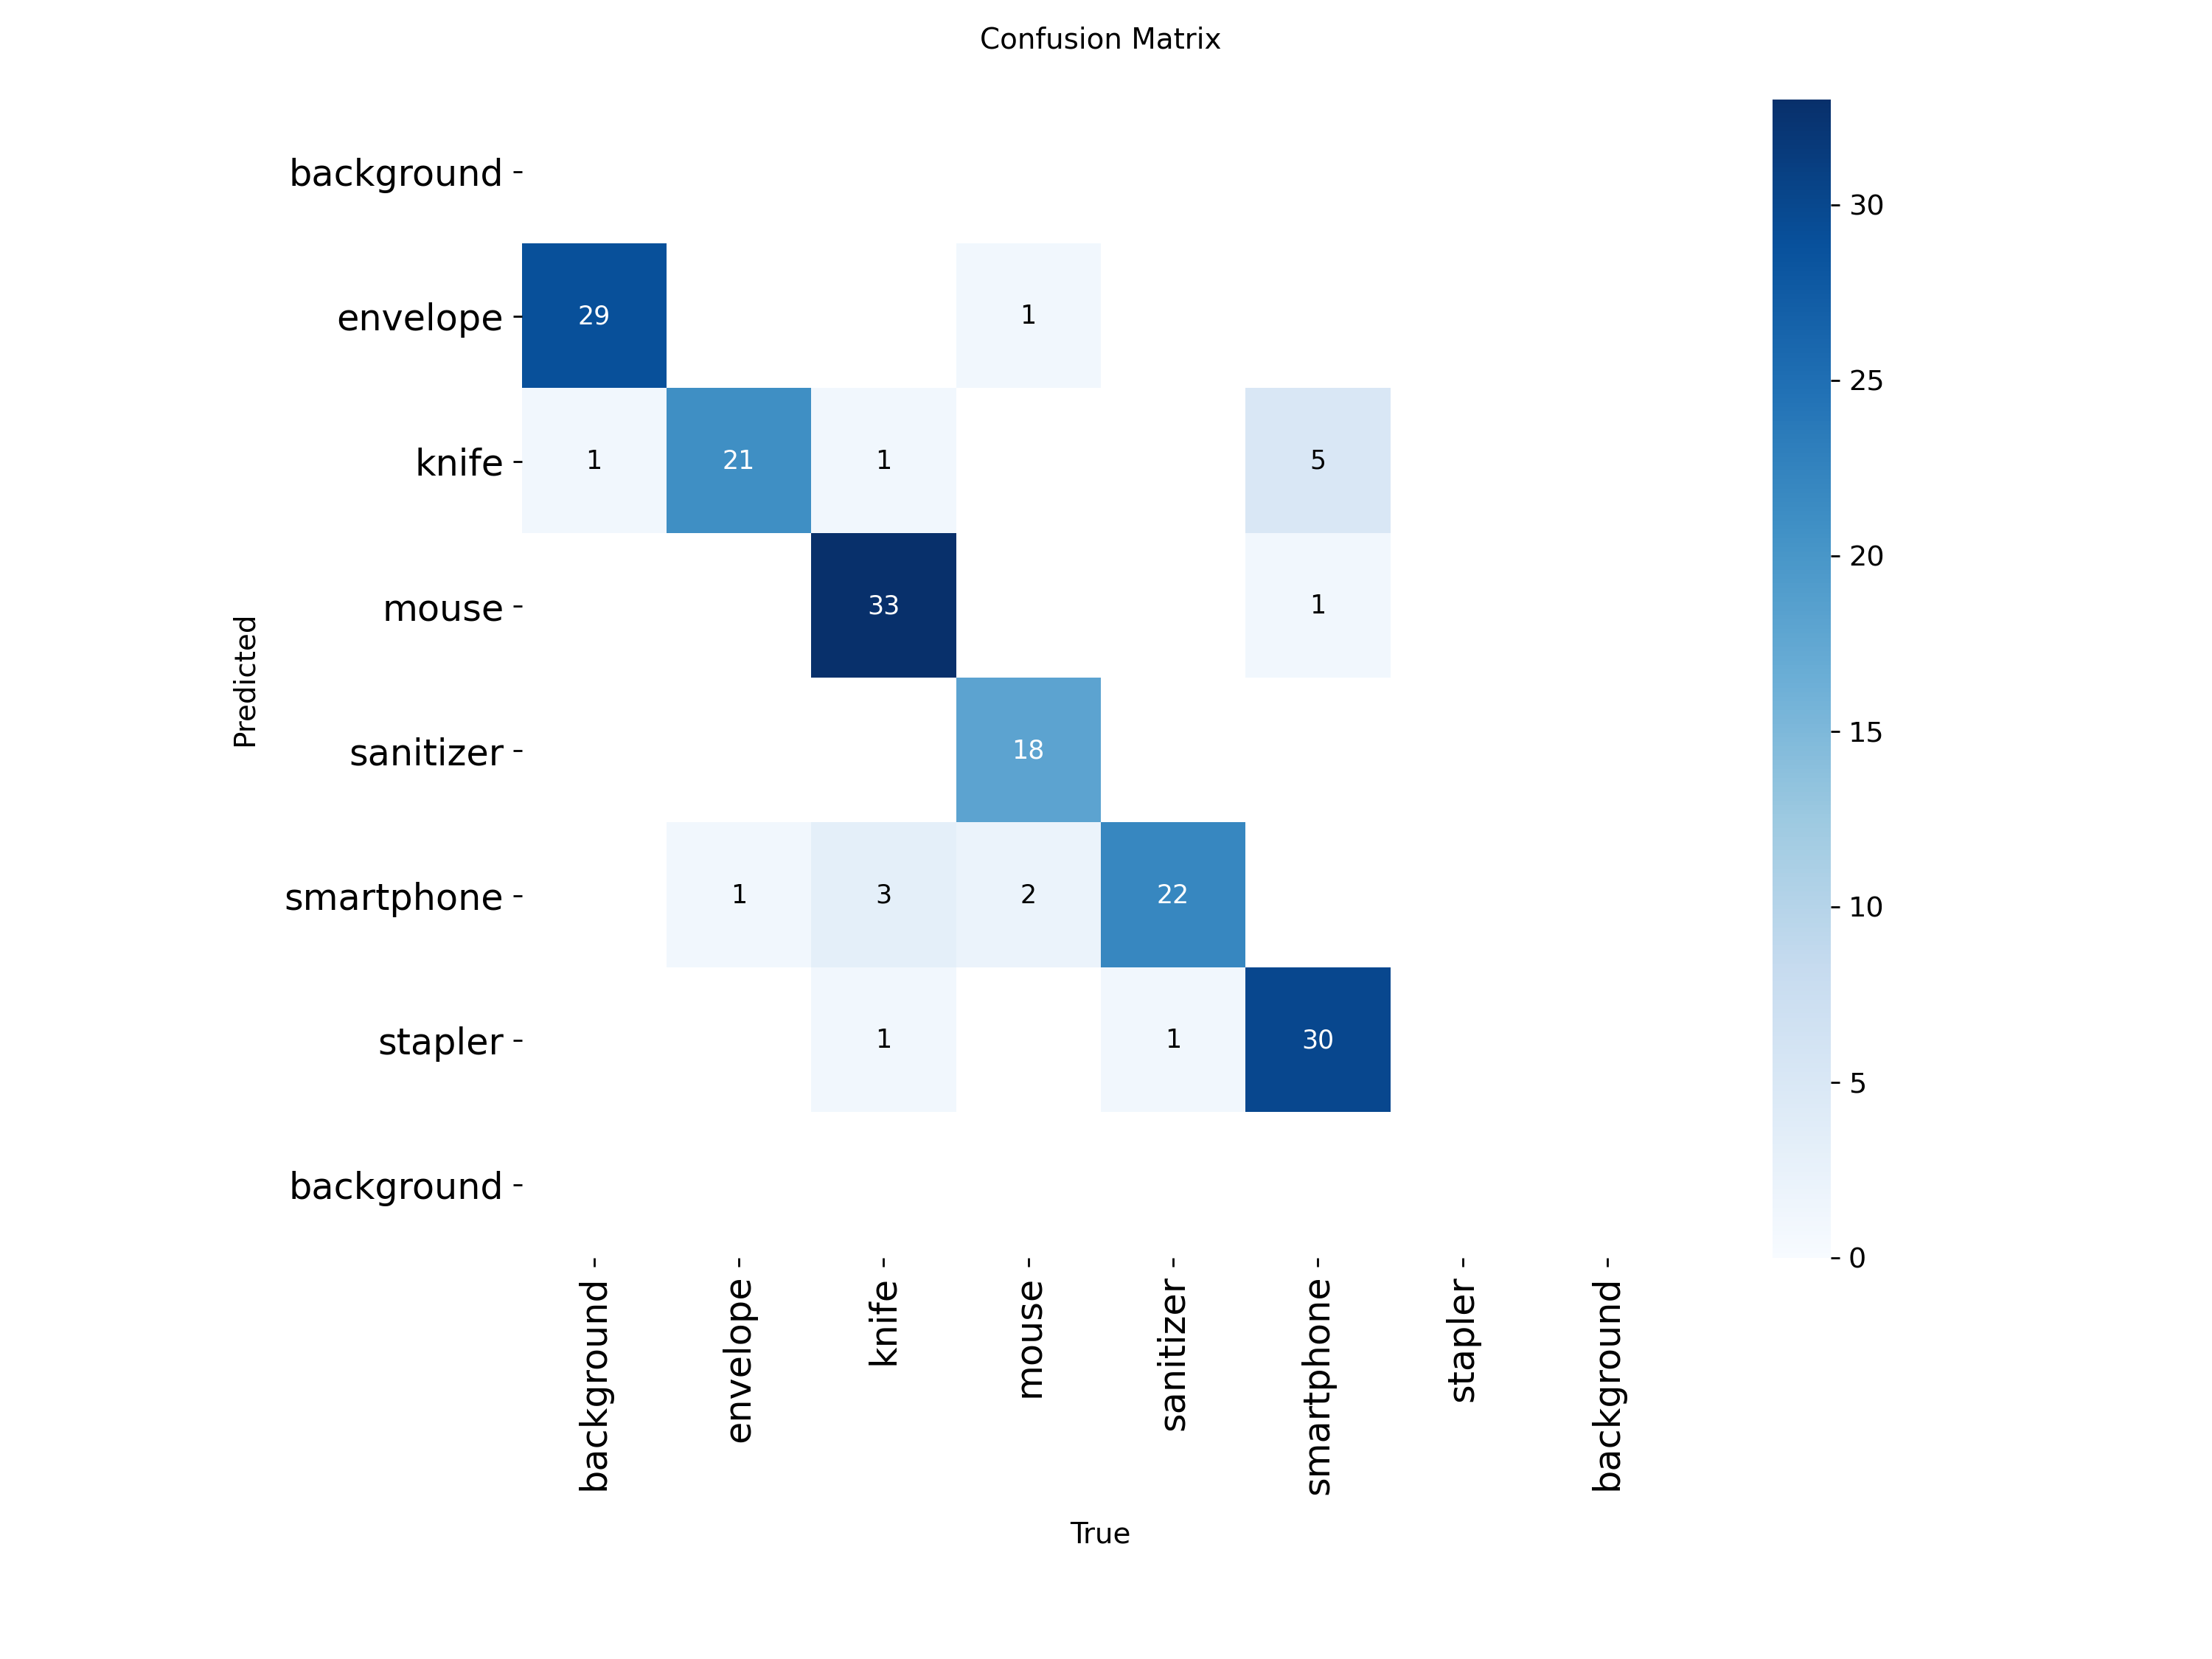 Confusion Matrix
background
envelope 29 1
knife 1 21 1 5
mouse 33 1
sanitizer 18
smartphone 1 3 2 22
stapler 1 1 30
background
Predicted
background envelope knife mouse sanitizer smartphone stapler background
True
30
25
20
15
10
5
0